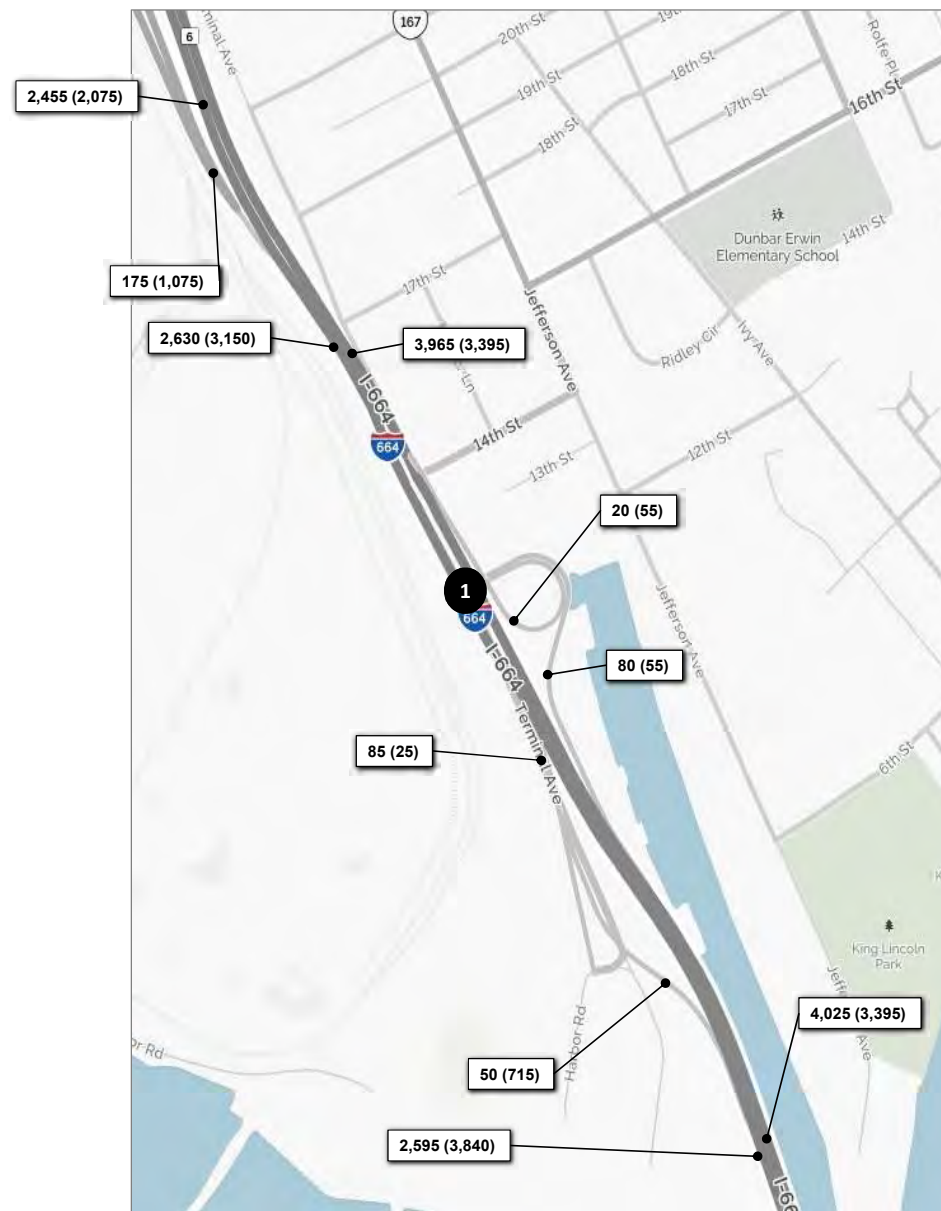 167
6
20th St
19th St
18th St
17th St
16th St
Rolfe Pl
19th St
18th St
2,455 (2,075)
Dunbar Erwin
Elementary School
14th St
175 (1,075)
17th St
Jefferson Ave
Ivy Ave
Ridley Cir
2,630 (3,150)
3,965 (3,395)
I-664
664
14th St
13th St
12th St
20 (55)
1
664
Jefferson Ave
I-664
80 (55)
Terminal Ave
85 (25)
6th St
King Lincoln
Park
Harbor Rd
4,025 (3,395)
50 (715)
2,595 (3,840)